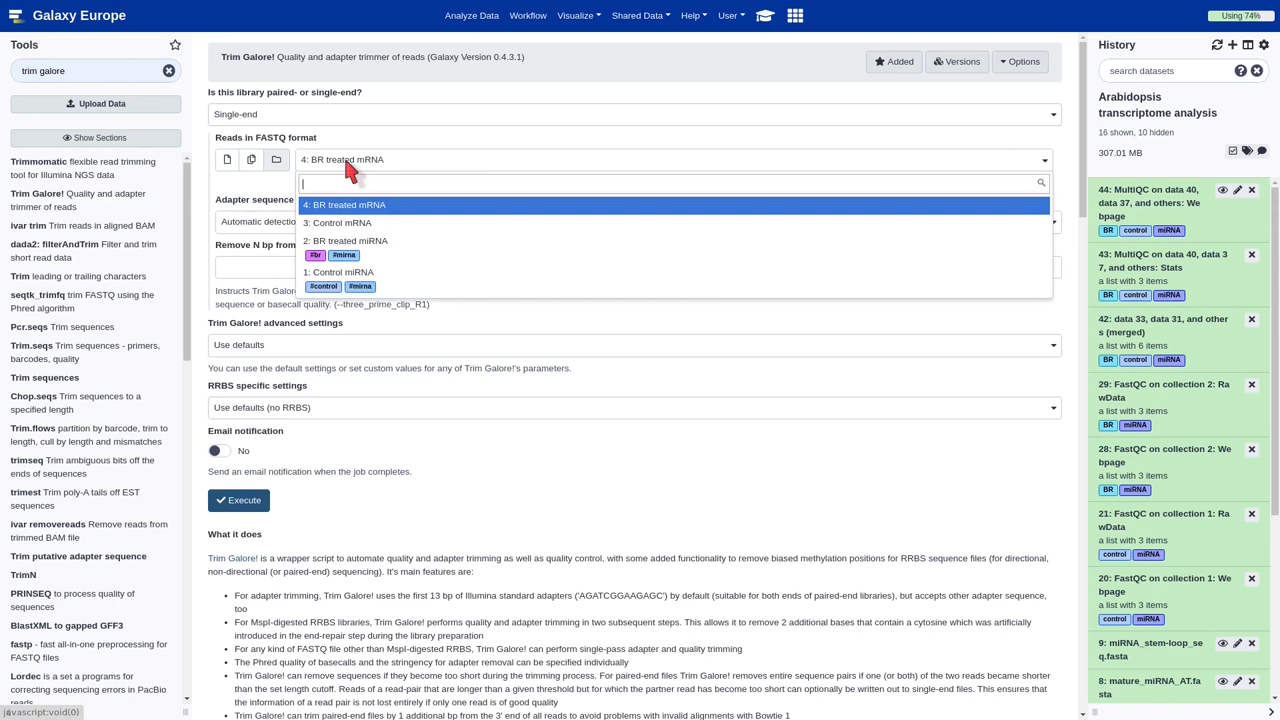 Galaxy Europe
Analyze Data
Workflow
Visualize
Shared Data
Help
User
Using 74%
Tools
trim galore
Upload Data
Show Sections
Trimmomatic flexible read trimming
tool for Illumina NGS data
Trim Galore! Quality and adapter
trimmer of reads
ivar trim Trim reads in aligned BAM
dada2: filterAndTrim Filter and trim
short read data
Trim leading or trailing characters
seqtk_trimfq trim FASTQ using the
Phred algorithm
Pcr.seqs Trim sequences
Trim.seqs Trim sequences - primers,
barcodes, quality
Trim sequences
Chop.seqs Trim sequences to a
specified length
Trim.flows partition by barcode, trim to
length, cull by length and mismatches
trimseq Trim ambiguous bits off the
ends of sequences
trimest Trim poly-A tails off EST
sequences
ivar removereads Remove reads from
trimmed BAM file
Trim putative adapter sequence
TrimN
PRINSEQ to process quality of
sequences
BlastXML to gapped GFF3
fastp - fast all-in-one preprocessing for
FASTQ files
Lordec is a set of programs for
correcting sequencing errors in PacBio
reads
javascript:void(0)
Trim Galore! Quality and adapter trimmer of reads (Galaxy Version 0.4.3.1)
Added
Versions
Options
Is this library paired- or single-end?
Single-end
Reads in FASTQ format
4: BR treated mRNA
4: BR treated mRNA
3: Control mRNA
2: BR treated miRNA
#br #mirna
1: Control miRNA
#control #mirna
Adapter sequence
Automatic detectio
Remove N bp from
Instructs Trim Galor
sequence or basecall quality. (--three_prime_clip_R1)
Trim Galore! advanced settings
Use defaults
You can use the default settings or set custom values for any of Trim Galore!'s parameters.
RRBS specific settings
Use defaults (no RRBS)
Email notification
No
Send an email notification when the job completes.
Execute
What it does
Trim Galore! is a wrapper script to automate quality and adapter trimming as well as quality control, with some added functionality to remove biased methylation positions for RRBS sequence files (for directional,
non-directional (or paired-end) sequencing). It's main features are:
For adapter trimming, Trim Galore! uses the first 13 bp of Illumina standard adapters ('AGATCGGAAGAGC') by default (suitable for both ends of paired-end libraries), but accepts other adapter sequence,
too
For MspI-digested RRBS libraries, Trim Galore! performs quality and adapter trimming in two subsequent steps. This allows it to remove 2 additional bases that contain a cytosine which was artificially
introduced in the end-repair step during the library preparation
For any kind of FASTQ file other than MspI-digested RRBS, Trim Galore! can perform single-pass adapter and quality trimming
The Phred quality of basecalls and the stringency for adapter removal can be specified individually
Trim Galore! can remove sequences if they become too short during the trimming process. For paired-end files Trim Galore! removes entire sequence pairs if one (or both) of the two reads became shorter
than the set length cutoff. Reads of a read-pair that are longer than a given threshold but for which the partner read has become too short can optionally be written out to single-end files. This ensures that
the information of a read pair is not lost entirely if only one read is of good quality
Trim Galore! can trim paired-end files by 1 additional bp from the 3' end of all reads to avoid problems with invalid alignments with Bowtie 1
History
search datasets
Arabidopsis
transcriptome analysis
16 shown, 10 hidden
307.01 MB
44: MultiQC on data 40,
data 37, and others: We
bpage
BR control miRNA
43: MultiQC on data 40, data 3
7, and others: Stats
a list with 3 items
BR control miRNA
42: data 33, data 31, and other
s (merged)
a list with 6 items
BR control miRNA
29: FastQC on collection 2: Ra
wData
a list with 3 items
BR miRNA
28: FastQC on collection 2: We
bpage
a list with 3 items
BR miRNA
21: FastQC on collection 1: Ra
wData
a list with 3 items
control miRNA
20: FastQC on collection 1: We
bpage
a list with 3 items
control miRNA
9: miRNA_stem-loop_se
q.fasta
8: mature_miRNA_AT.fa
sta